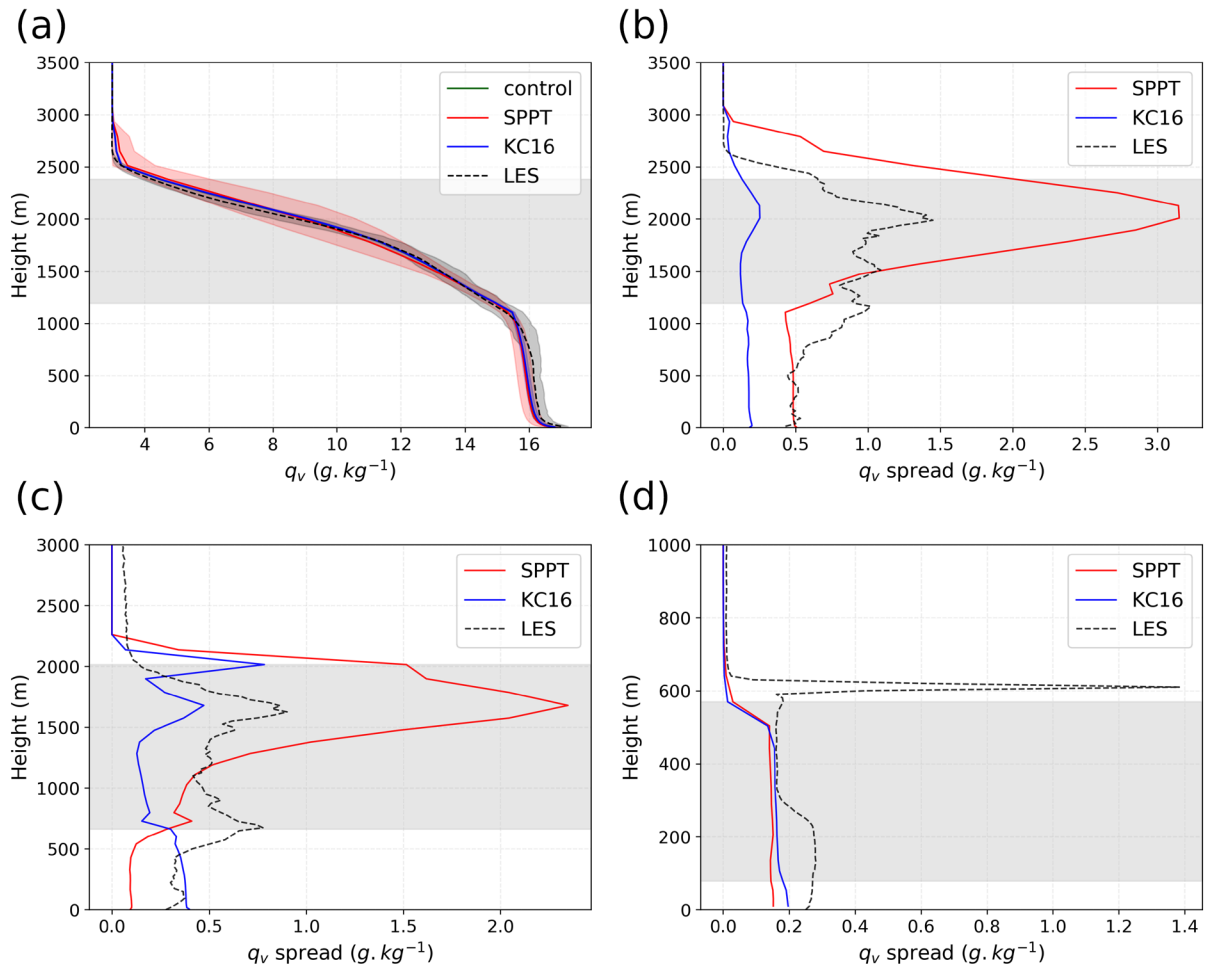 (a)
3500
3000
2500
2000
1500
1000
500
0
Height (m)
4 6 8 10 12 14 16
q_v (g.kg⁻¹)
control
SPPT
KC16
LES
(b)
3500
3000
2500
2000
1500
1000
500
0
Height (m)
0.0 0.5 1.0 1.5 2.0 2.5 3.0
q_v spread (g.kg⁻¹)
SPPT
KC16
LES
(c)
3000
2500
2000
1500
1000
500
0
Height (m)
0.0 0.5 1.0 1.5 2.0
q_v spread (g.kg⁻¹)
SPPT
KC16
LES
(d)
1000
800
600
400
200
0
Height (m)
0.0 0.2 0.4 0.6 0.8 1.0 1.2 1.4
q_v spread (g.kg⁻¹)
SPPT
KC16
LES